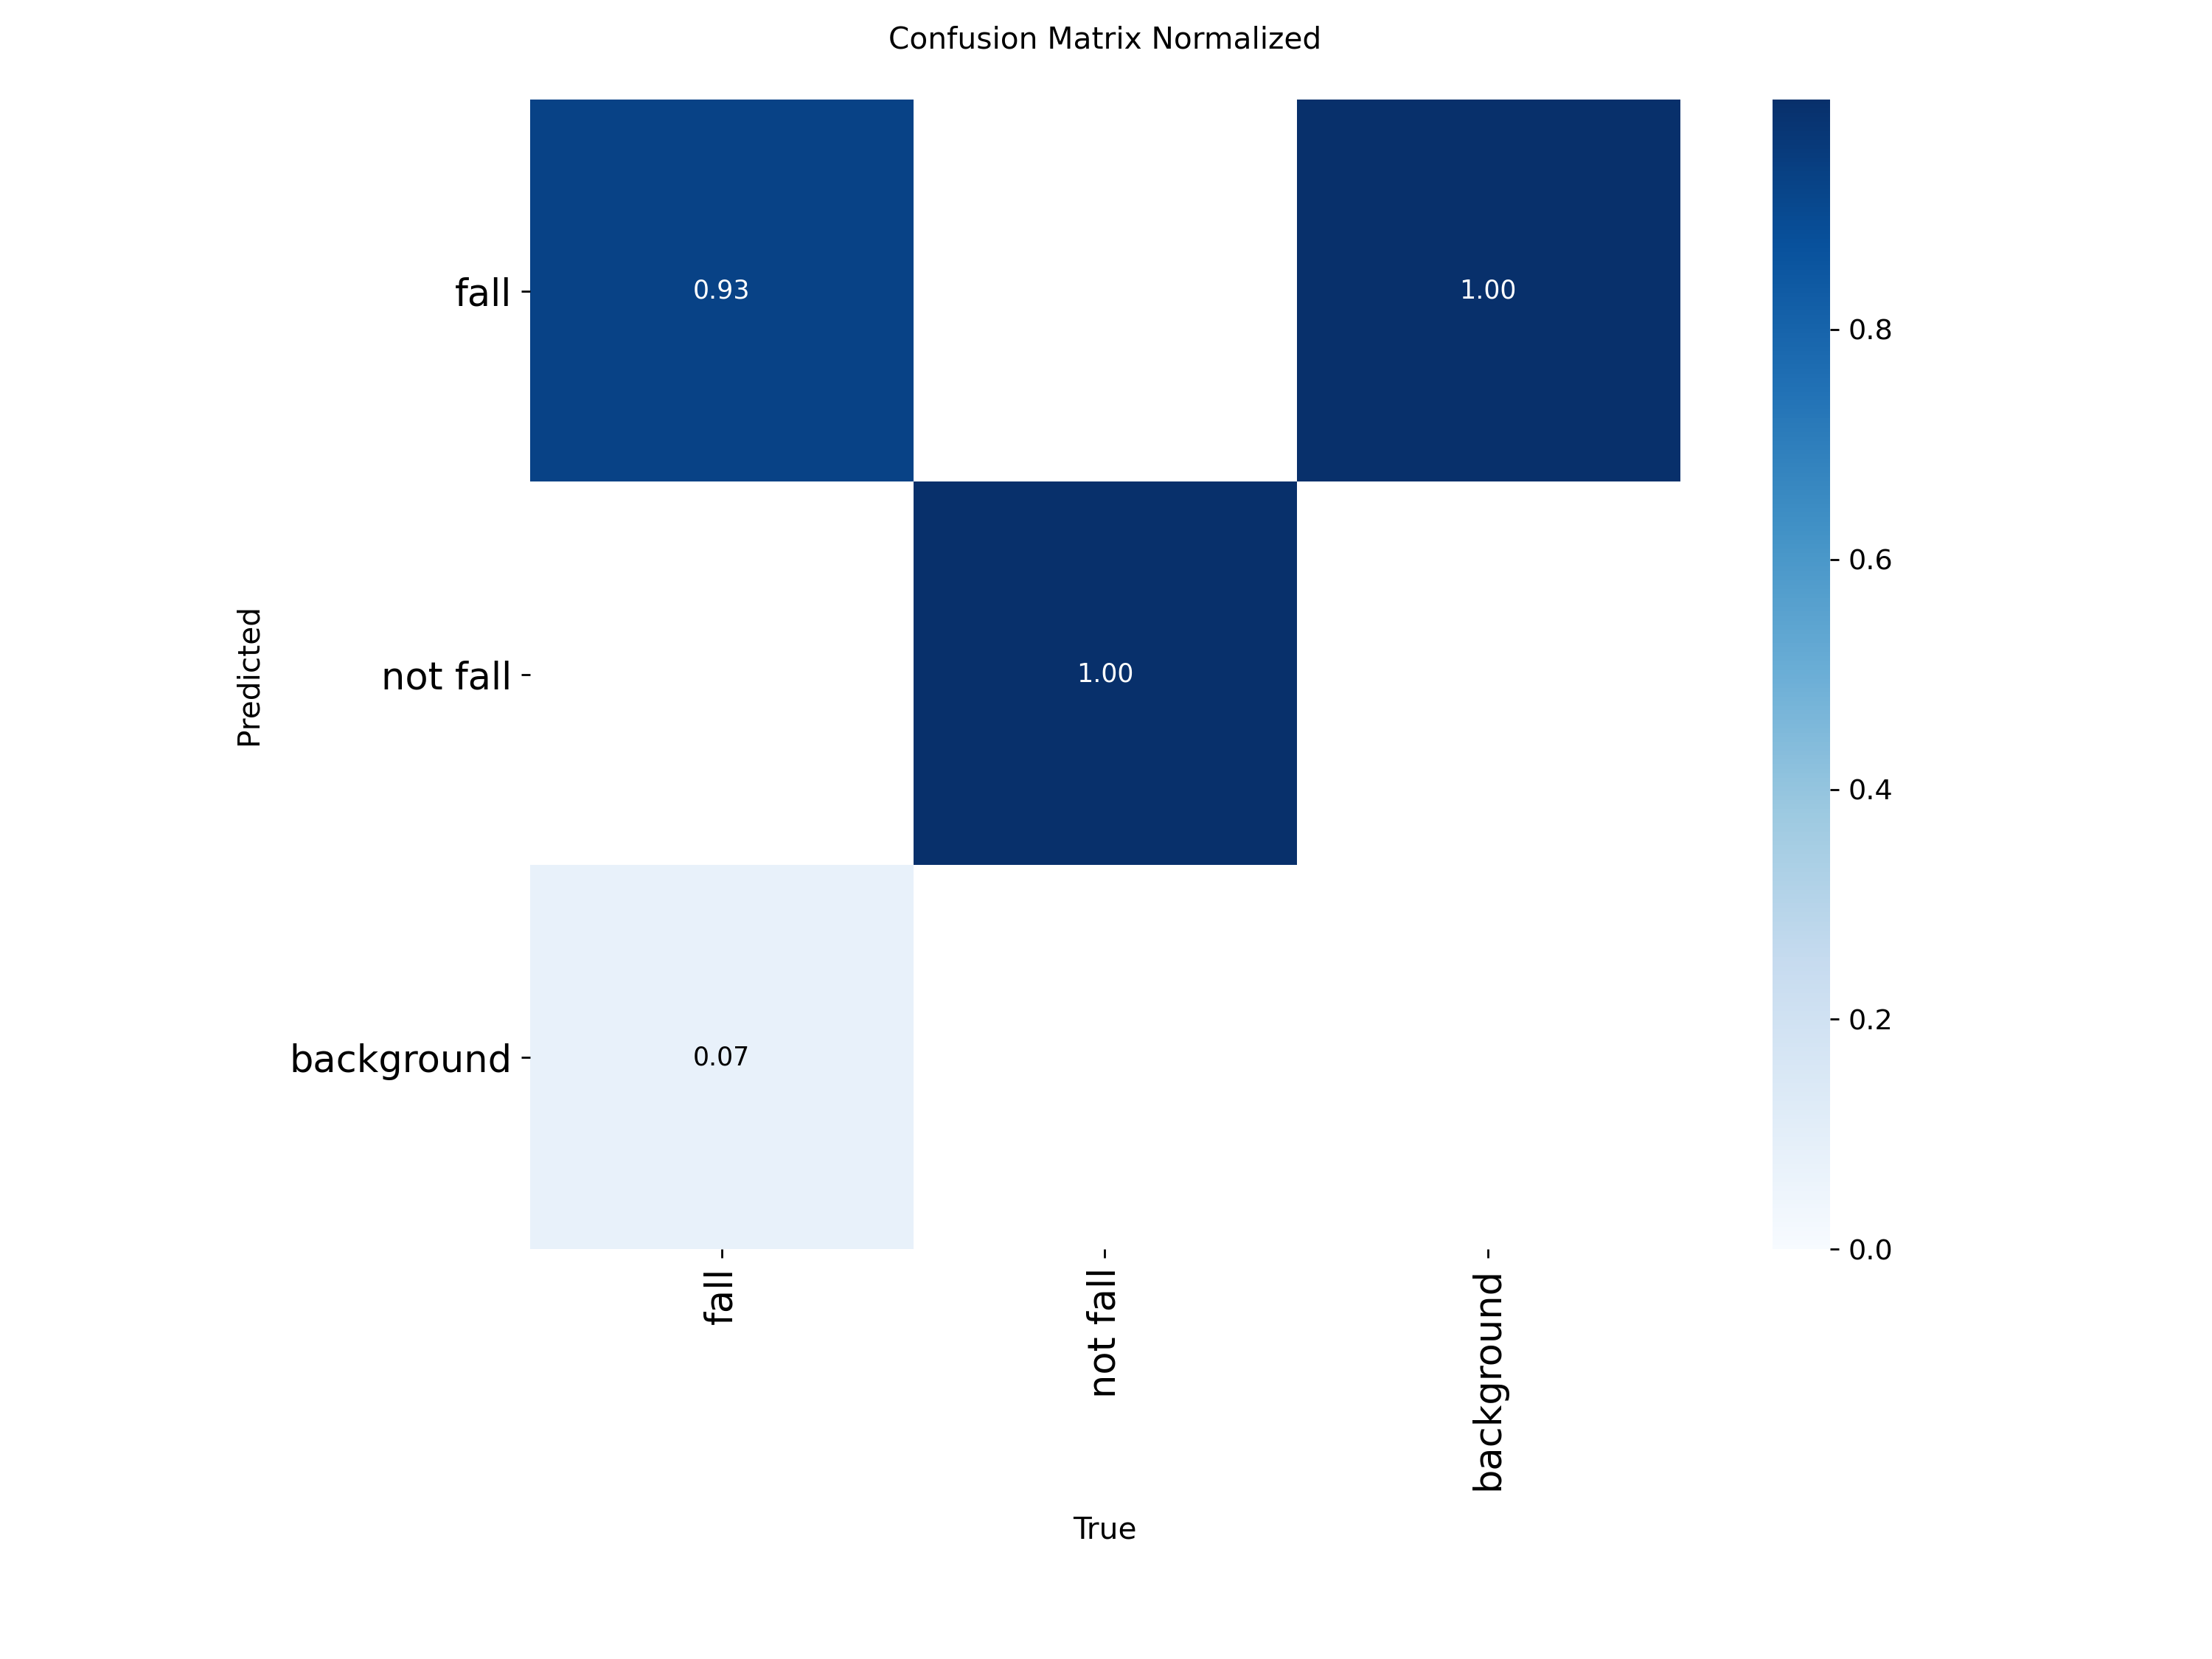 Confusion Matrix Normalized
fall
0.93
1.00
0.8
0.6
Predicted
not fall
1.00
0.4
background
0.07
0.2
0.0
fall
not fall
background
True